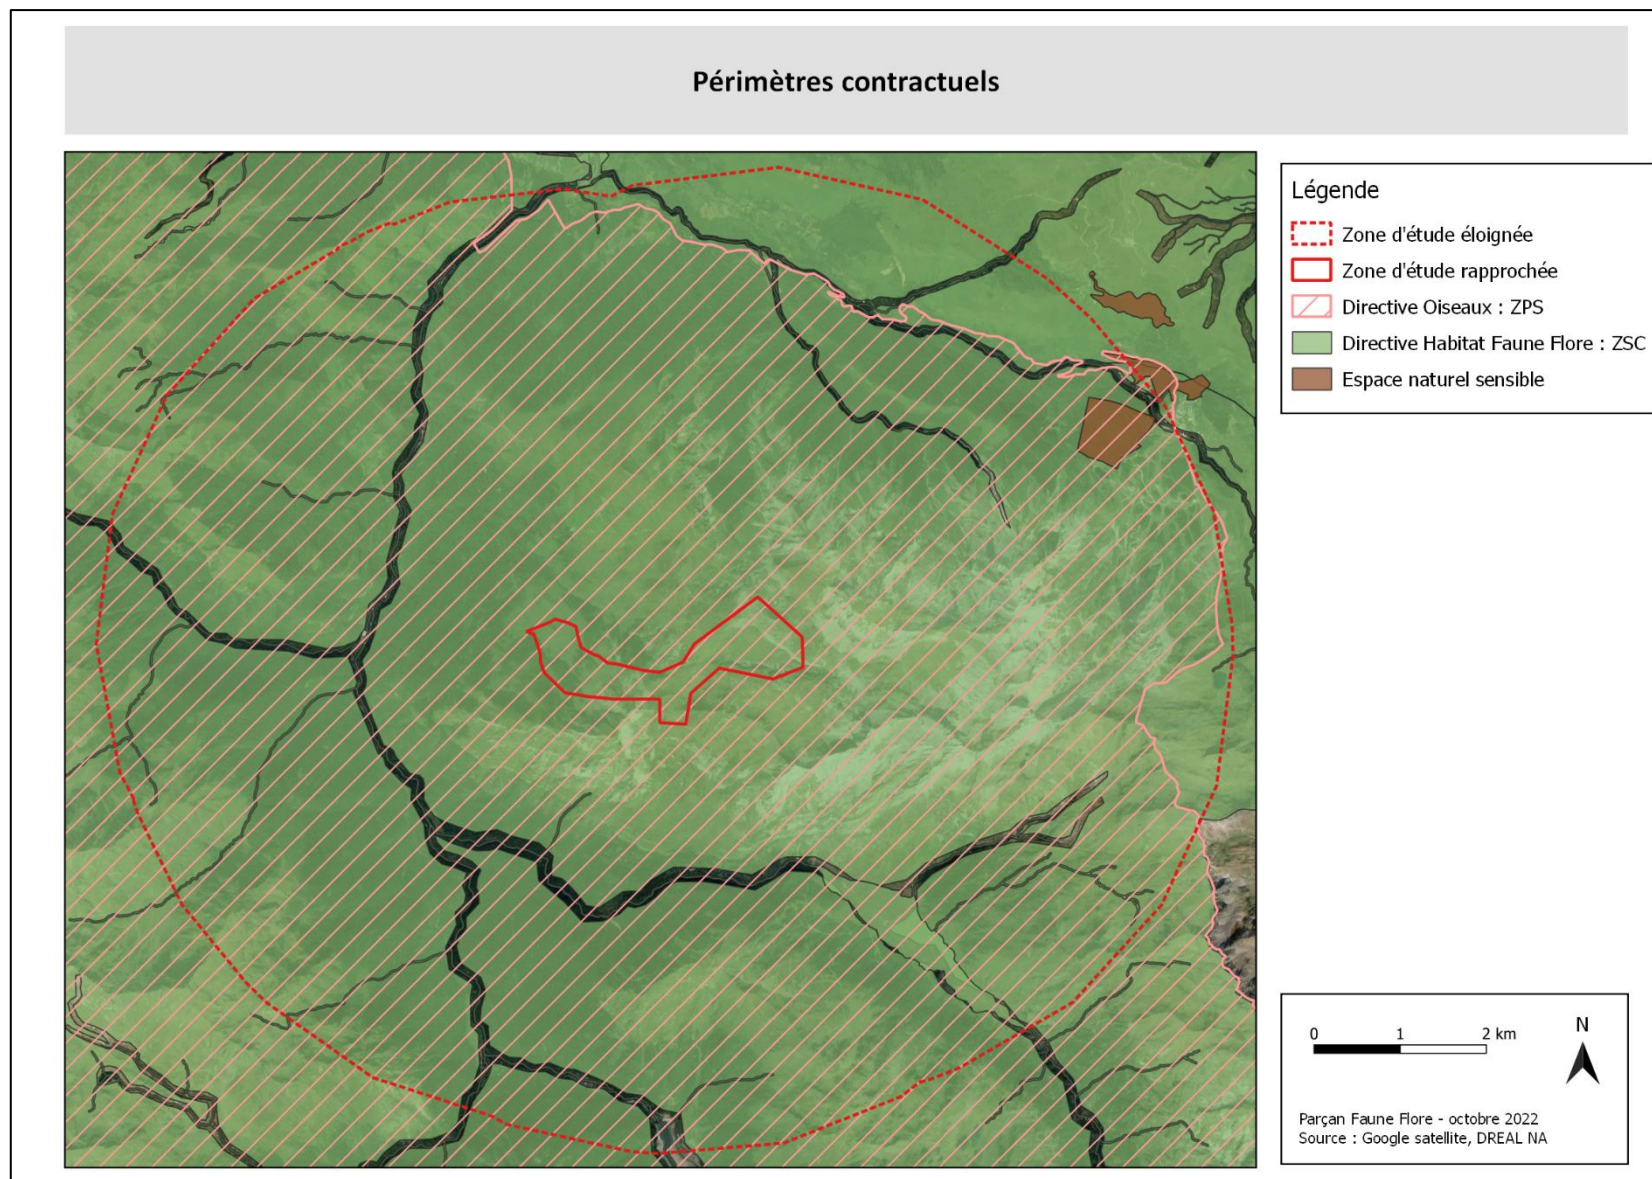 Périmètres contractuels
Légende
Zone d'étude éloignée
Zone d'étude rapprochée
Directive Oiseaux : ZPS
Directive Habitat Faune Flore : ZSC
Espace naturel sensible
0 1 2 km
N
Parçan Faune Flore - octobre 2022
Source : Google satellite, DREAL NA